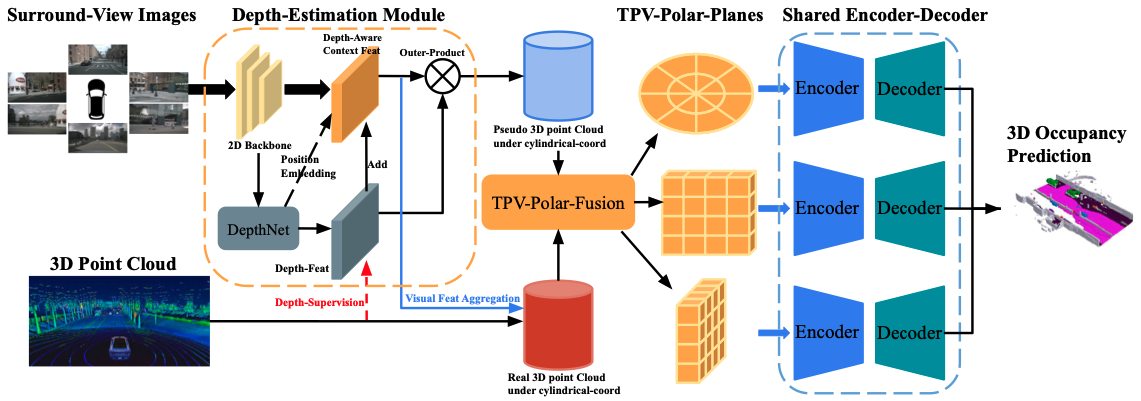 Surround-View Images
Depth-Estimation Module
TPV-Polar-Planes
Shared Encoder-Decoder
Depth-Aware
Context Feat
Outer-Product
2D Backbone
Position
Embedding
Add
DepthNet
Depth-Feat
Pseudo 3D point Cloud
under cylindrical-coord
TPV-Polar-Fusion
3D Point Cloud
Depth-Supervision
Visual Feat Aggregation
Real 3D point Cloud
under cylindrical-coord
Encoder
Decoder
Encoder
Decoder
Encoder
Decoder
3D Occupancy
Prediction